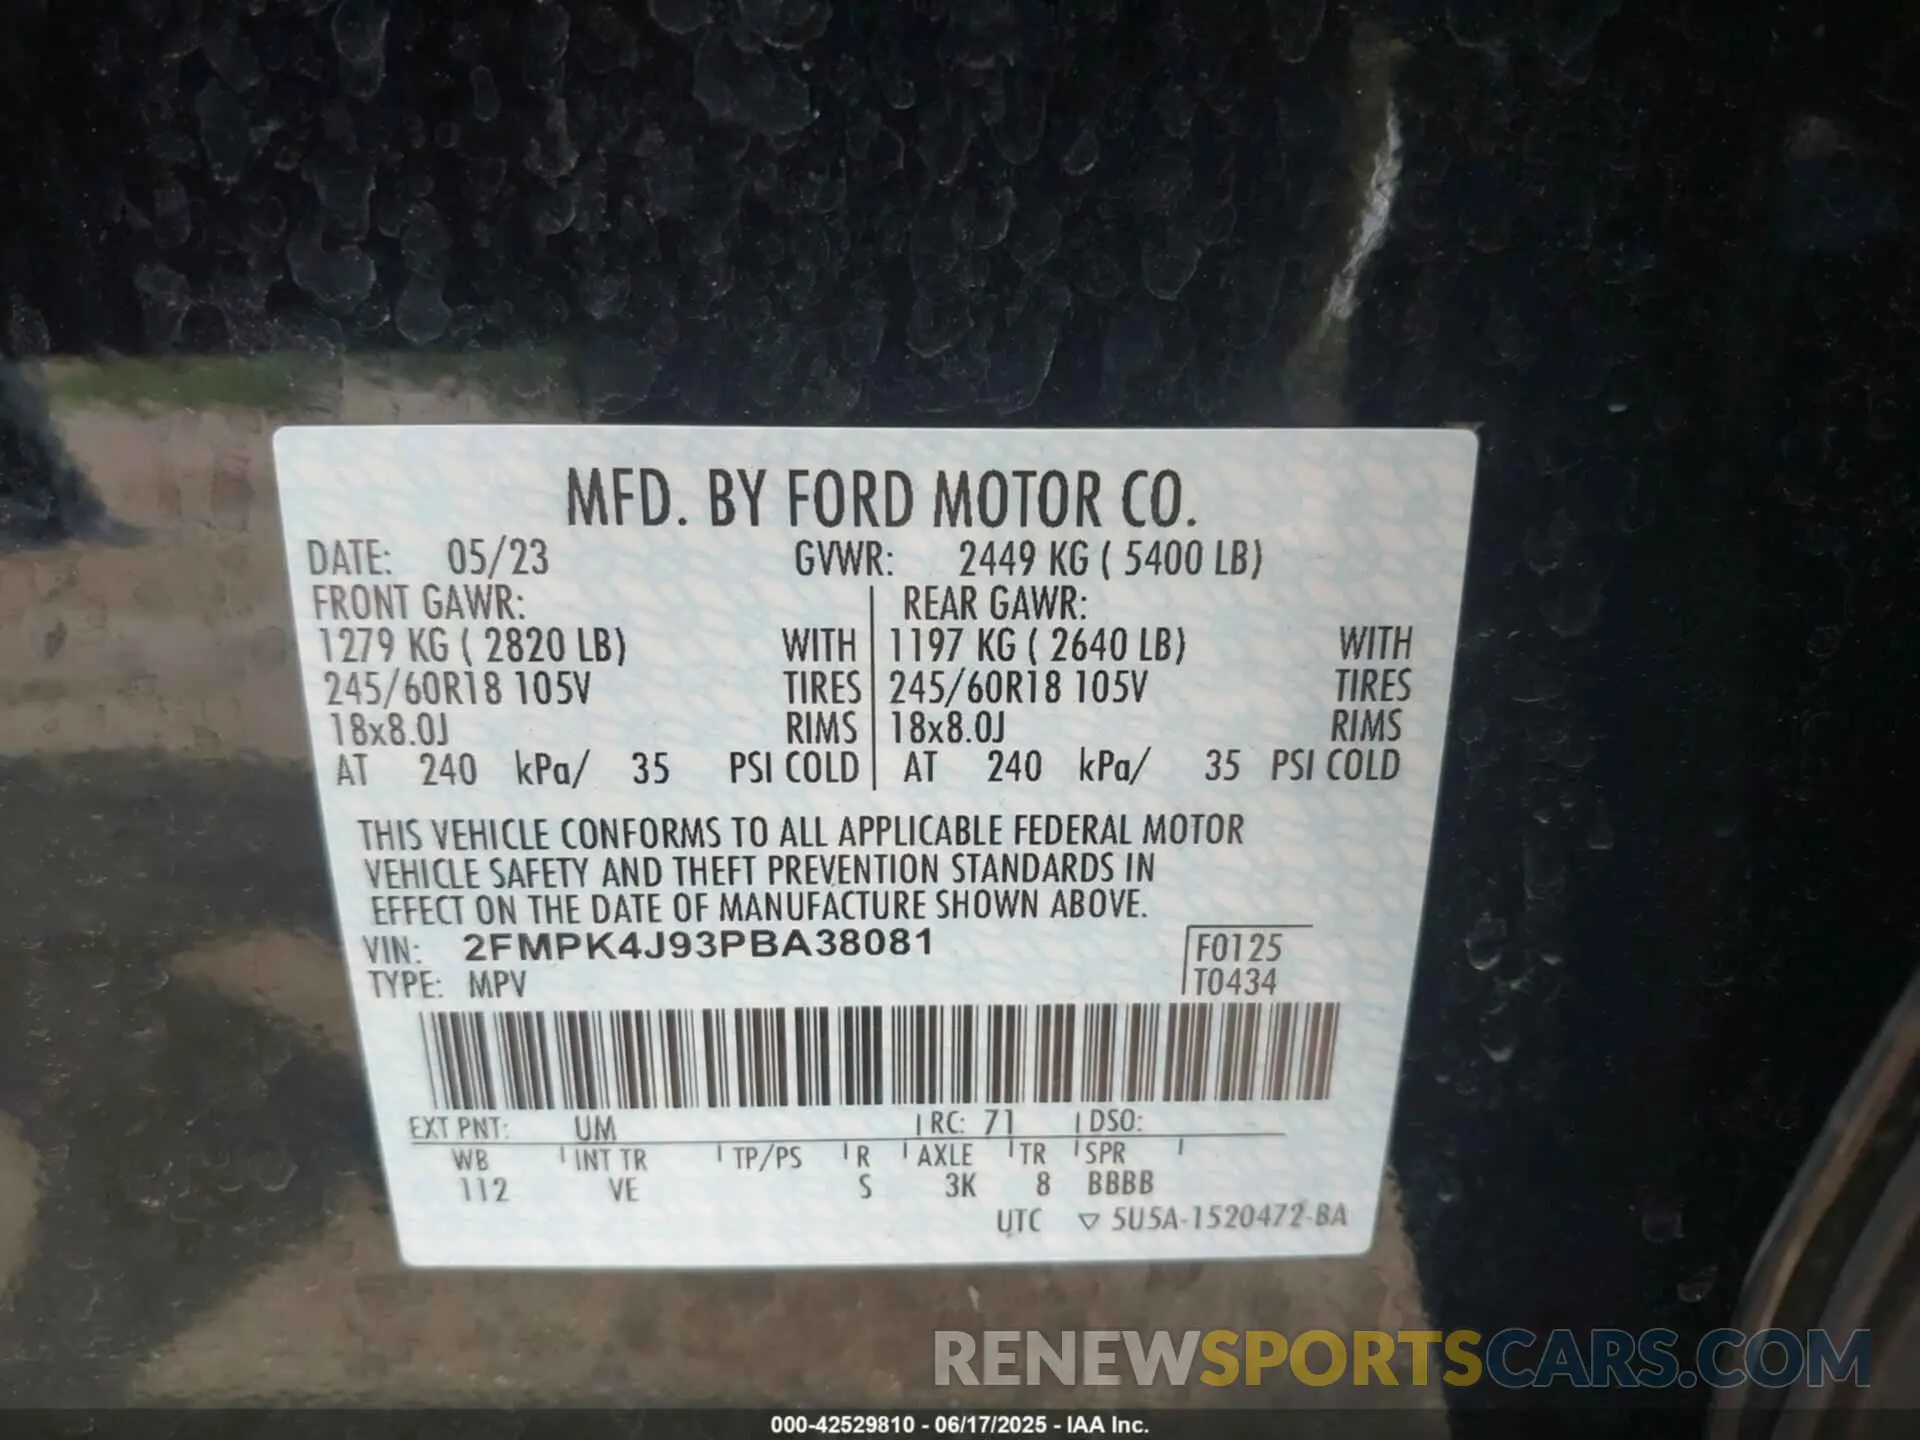 MFD. BY FORD MOTOR CO.
DATE: 05/23 GVWR: 2449 KG ( 5400 LB)
FRONT GAWR: REAR GAWR:
1279 KG ( 2820 LB) WITH 1197 KG ( 2640 LB) WITH
245/60R18 105V TIRES 245/60R18 105V TIRES
18x8.0J RIMS 18x8.0J RIMS
AT 240 kPa/ 35 PSI COLD AT 240 kPa/ 35 PSI COLD
THIS VEHICLE CONFORMS TO ALL APPLICABLE FEDERAL MOTOR
VEHICLE SAFETY AND THEFT PREVENTION STANDARDS IN
EFFECT ON THE DATE OF MANUFACTURE SHOWN ABOVE.
VIN: 2FMPK4J93PBA38081 F0125
TYPE: MPV T0434
EXT PNT: UM RC: 71 DSO:
WB INT TR TP/PS R AXLE TR SPR
112 VE S 3K 8 BBBB
UTC ▽ 5U5A-1520472-BA
RENEWSPORTSCARS.COM
000-42529810 - 06/17/2025 - IAA Inc.